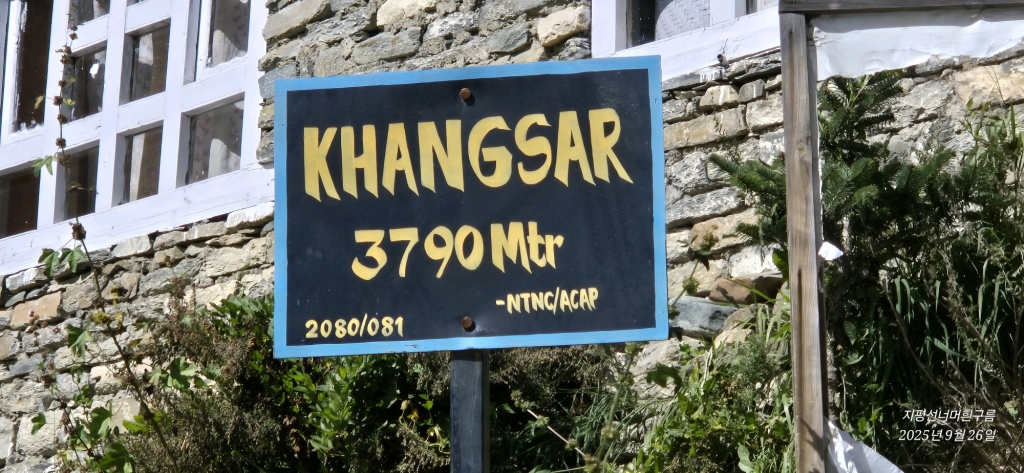 KHANGSAR
3790 Mtr
-NTNC/ACAP
2080/081
지평선너머흰구름
2025년 9월 26일